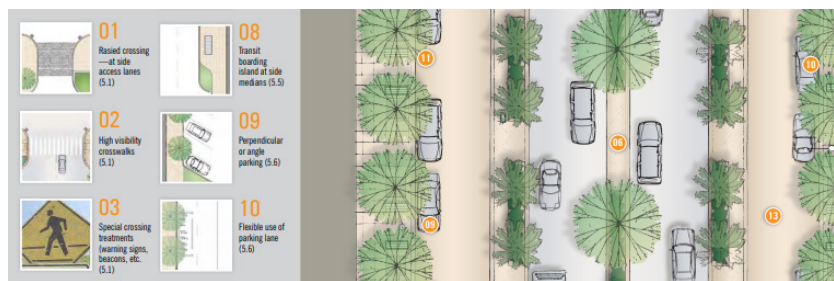 01
Rasied crossing
—at side
access lanes
(5.1)
02
High visibility
crosswalks
(5.1)
03
Special crossing
treatments
(warning signs,
beacons, etc.
(5.1)
08
Transit
boarding
island at side
medians (5.5)
09
Perpendicular
or angle
parking (5.6)
10
Flexible use of
parking lane
(5.6)
11
10
06
09
13